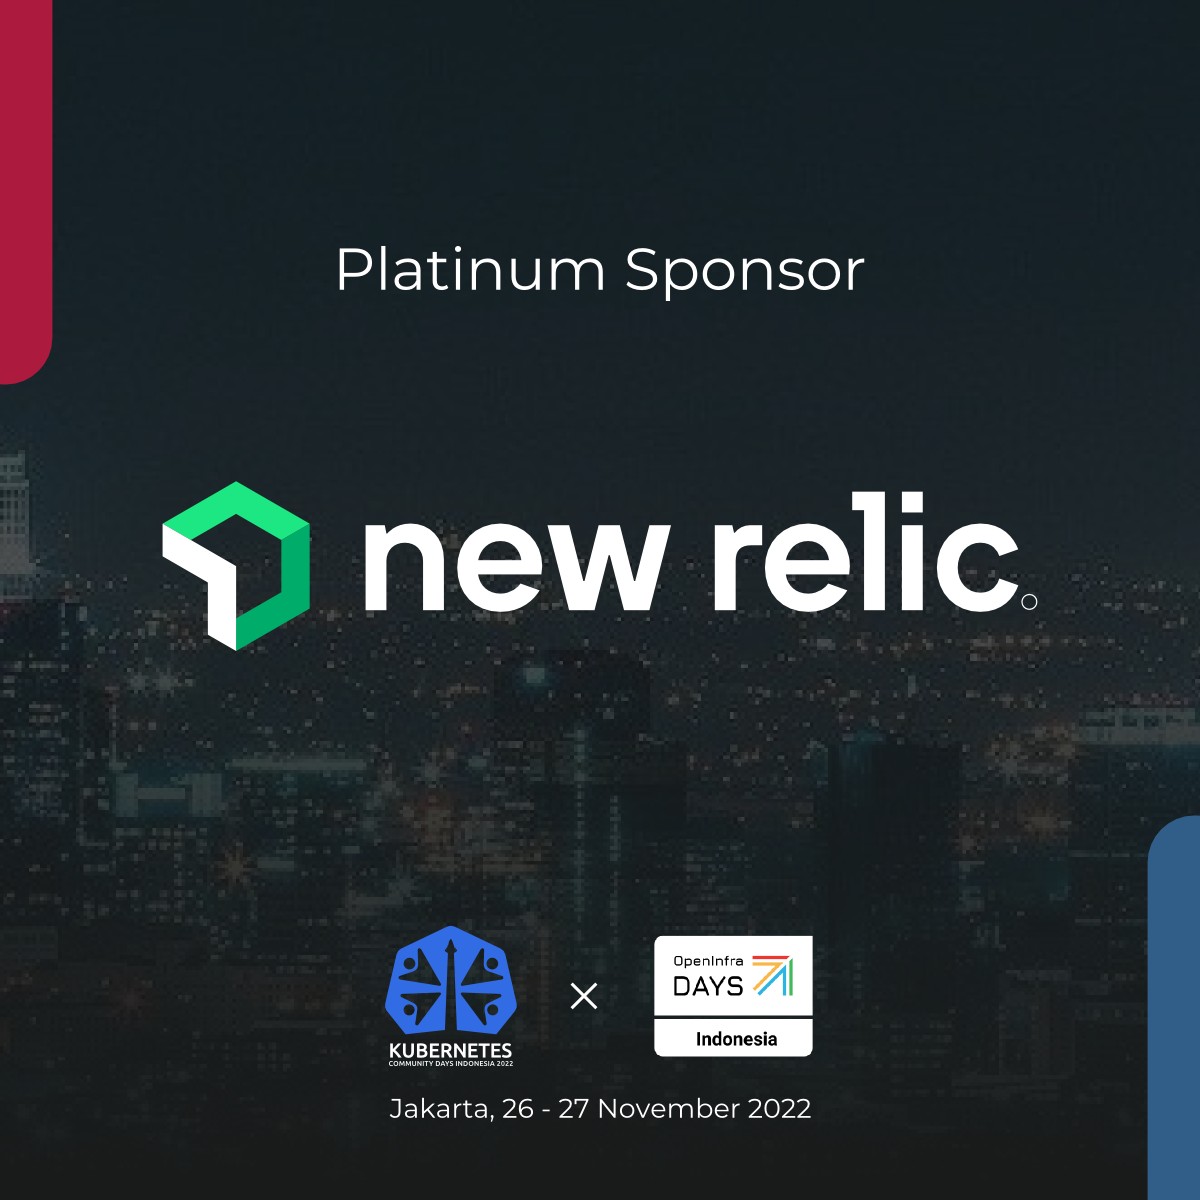 Platinum Sponsor
new relic
KUBERNETES
COMMUNITY DAYS INDONESIA 2022
OpenInfra
DAYS
Indonesia
Jakarta, 26 - 27 November 2022